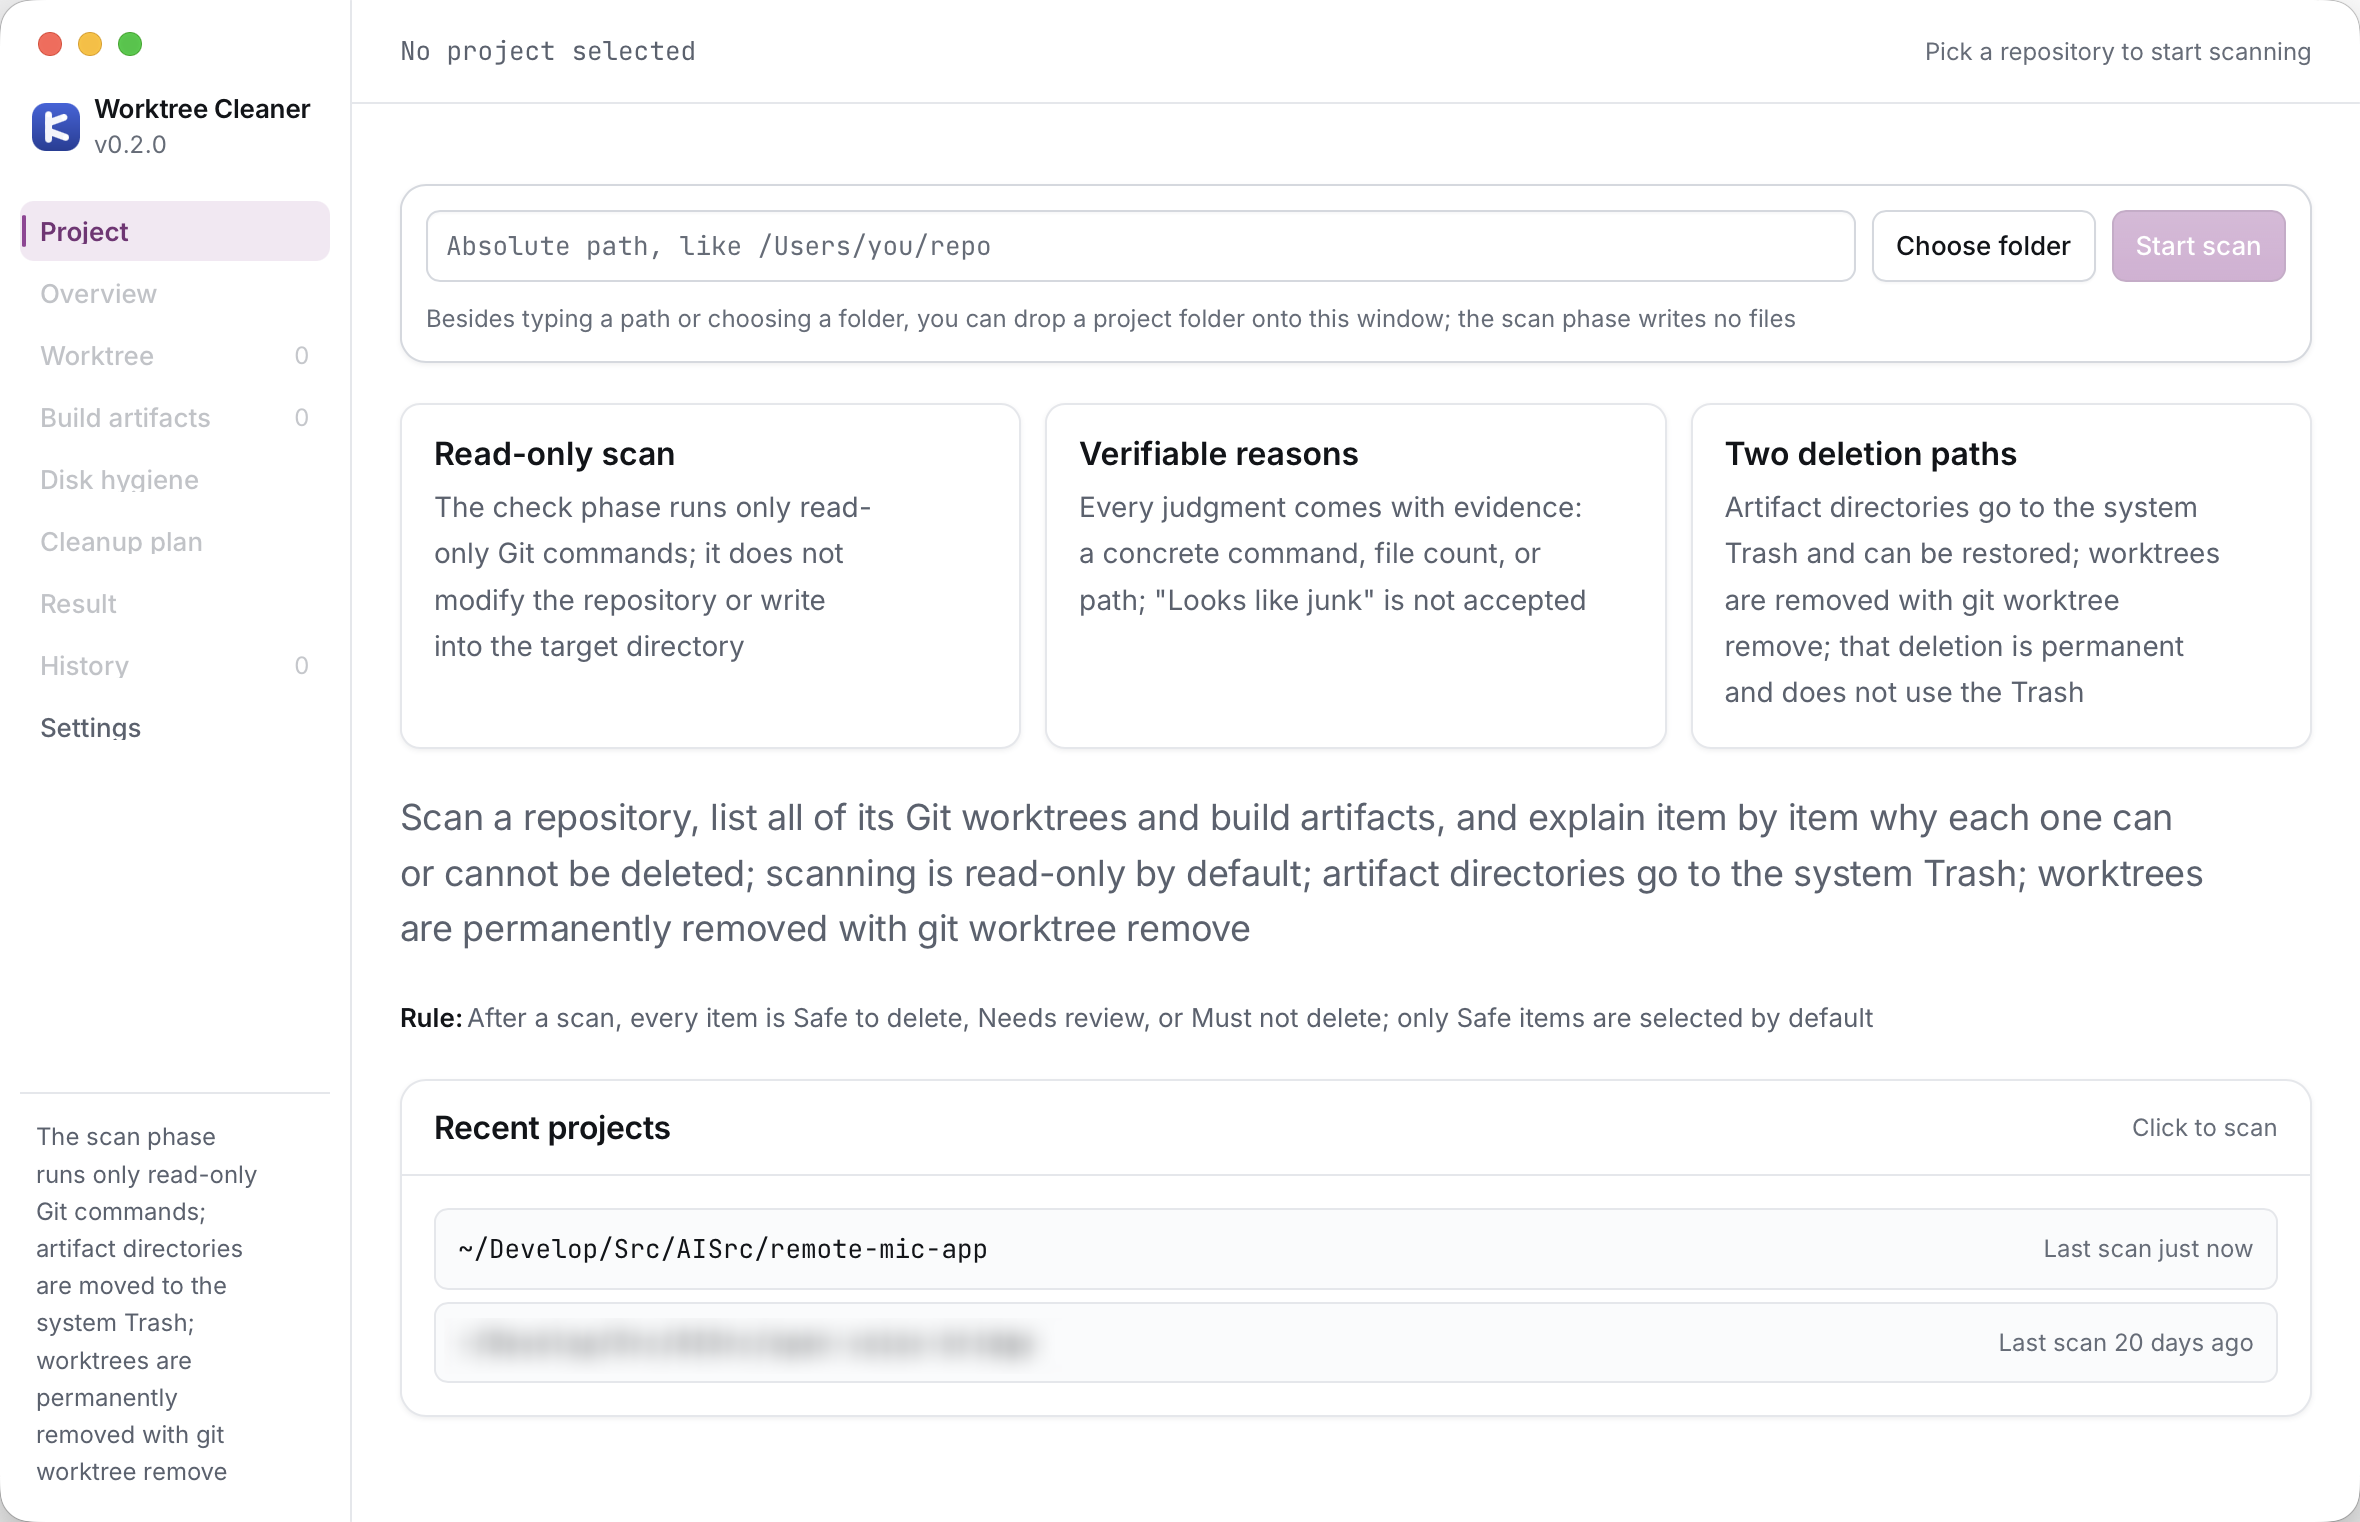 Worktree Cleaner
v0.2.0
Project
Overview
Worktree 0
Build artifacts 0
Disk hygiene
Cleanup plan
Result
History 0
Settings
The scan phase
runs only read-only
Git commands;
artifact directories
are moved to the
system Trash;
worktrees are
permanently
removed with git
worktree remove
No project selected
Pick a repository to start scanning
Absolute path, like /Users/you/repo
Choose folder
Start scan
Besides typing a path or choosing a folder, you can drop a project folder onto this window; the scan phase writes no files
Read-only scan
The check phase runs only read-
only Git commands; it does not
modify the repository or write
into the target directory
Verifiable reasons
Every judgment comes with evidence:
a concrete command, file count, or
path; "Looks like junk" is not accepted
Two deletion paths
Artifact directories go to the system
Trash and can be restored; worktrees
are removed with git worktree
remove; that deletion is permanent
and does not use the Trash
Scan a repository, list all of its Git worktrees and build artifacts, and explain item by item why each one can
or cannot be deleted; scanning is read-only by default; artifact directories go to the system Trash; worktrees
are permanently removed with git worktree remove
Rule: After a scan, every item is Safe to delete, Needs review, or Must not delete; only Safe items are selected by default
Recent projects
Click to scan
~/Develop/Src/AISrc/remote-mic-app
Last scan just now
Last scan 20 days ago